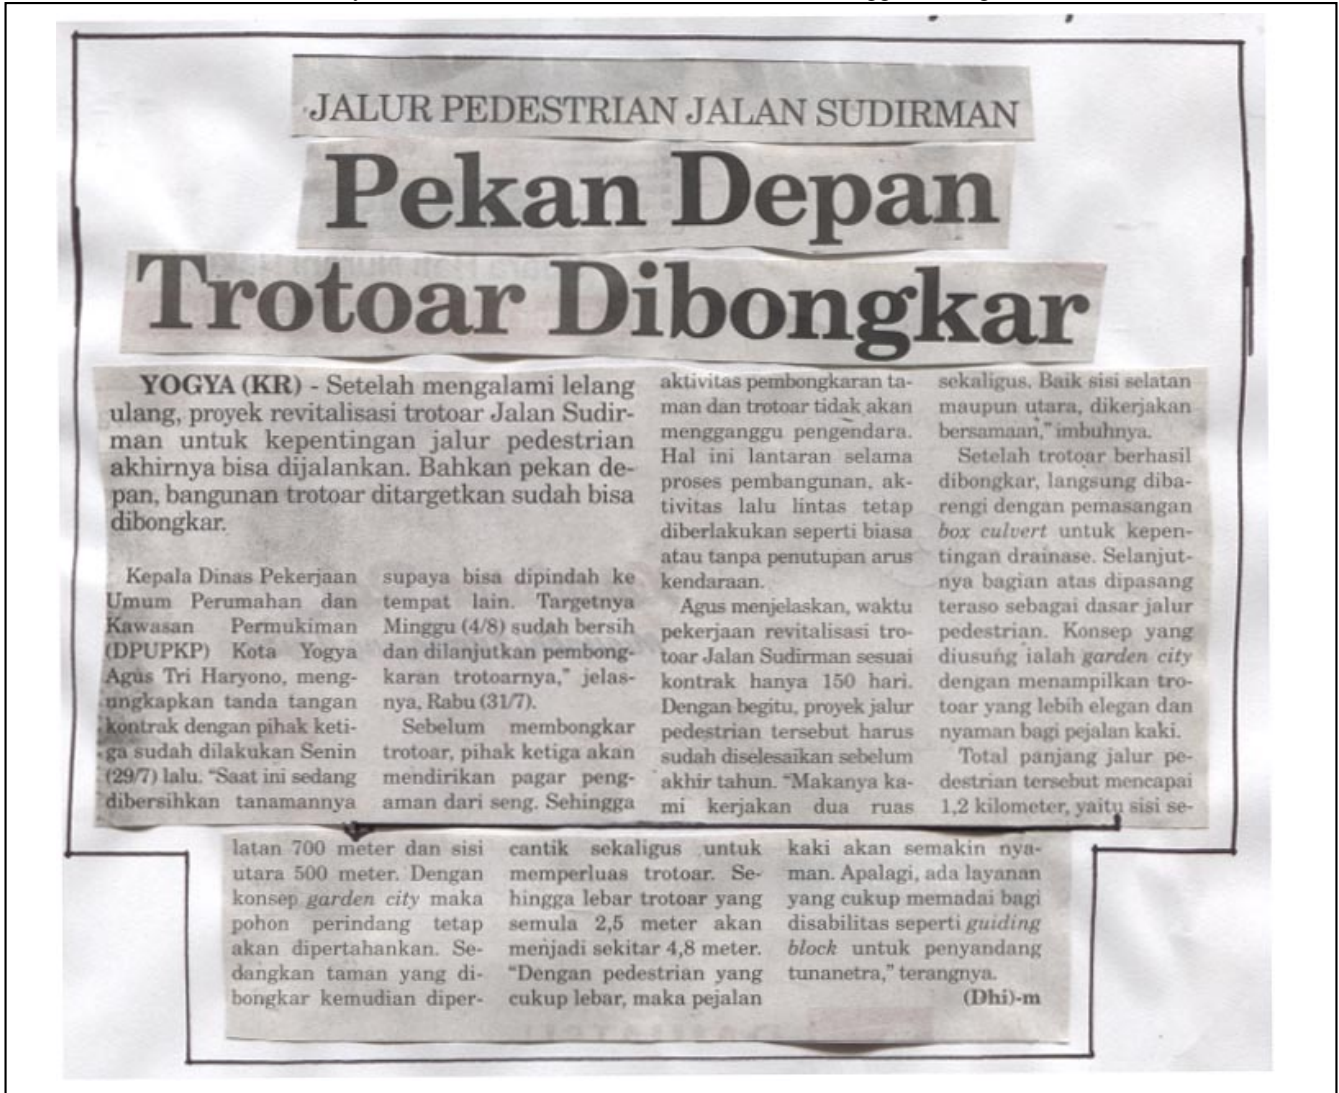 JALUR PEDESTRIAN JALAN SUDIRMAN
Pekan Depan
Trotoar Dibongkar
YOGYA (KR) - Setelah mengalami lelang
ulang, proyek revitalisasi trotoar Jalan Sudir-
man untuk kepentingan jalur pedestrian
akhirnya bisa dijalankan. Bahkan pekan de-
pan, bangunan trotoar ditargetkan sudah bisa
dibongkar.
Kepala Dinas Pekerjaan
Umum Perumahan dan
Kawasan Permukiman
(DPUPKP) Kota Yogya
Agus Tri Haryono, meng-
ungkapkan tanda tangan
kontrak dengan pihak keti-
ga sudah dilakukan Senin
(29/7) lalu. “Saat ini sedang
dibersihkan tanamannya
supaya bisa dipindah ke
tempat lain. Targetnya
Minggu (4/8) sudah bersih
dan dilanjutkan pembong-
karan trotoarnya,” jelas-
nya, Rabu (31/7).
Sebelum membongkar
trotoar, pihak ketiga akan
mendirikan pagar peng-
aman dari seng. Sehingga
aktivitas pembongkaran ta-
man dan trotoar tidak akan
mengganggu pengendara.
Hal ini lantaran selama
proses pembangunan, ak-
tivitas lalu lintas tetap
diberlakukan seperti biasa
atau tanpa penutupan arus
kendaraan.
Agus menjelaskan, waktu
pekerjaan revitalisasi tro-
toar Jalan Sudirman sesuai
kontrak hanya 150 hari.
Dengan begitu, proyek jalur
pedestrian tersebut harus
sudah diselesaikan sebelum
akhir tahun. “Makanya ka-
mi kerjakan dua ruas
sekaligus. Baik sisi selatan
maupun utara, dikerjakan
bersamaan,” imbuhnya.
Setelah trotoar berhasil
dibongkar, langsung diba-
rengi dengan pemasangan
box culvert untuk kepen-
tingan drainase. Selanjut-
nya bagian atas dipasang
teraso sebagai dasar jalur
pedestrian. Konsep yang
diusung ialah garden city
dengan menampilkan tro-
toar yang lebih elegan dan
nyaman bagi pejalan kaki.
Total panjang jalur pe-
destrian tersebut mencapai
1,2 kilometer, yaitu sisi se-
latan 700 meter dan sisi
utara 500 meter. Dengan
konsep garden city maka
pohon perindang tetap
akan dipertahankan. Se-
dangkan taman yang di-
bongkar kemudian diper-
cantik sekaligus untuk
memperluas trotoar. Se-
hingga lebar trotoar yang
semula 2,5 meter akan
menjadi sekitar 4,8 meter.
“Dengan pedestrian yang
cukup lebar, maka pejalan
kaki akan semakin nya-
man. Apalagi, ada layanan
yang cukup memadai bagi
disabilitas seperti guiding
block untuk penyandang
tunanetra,” terangnya.
(Dhi)-m